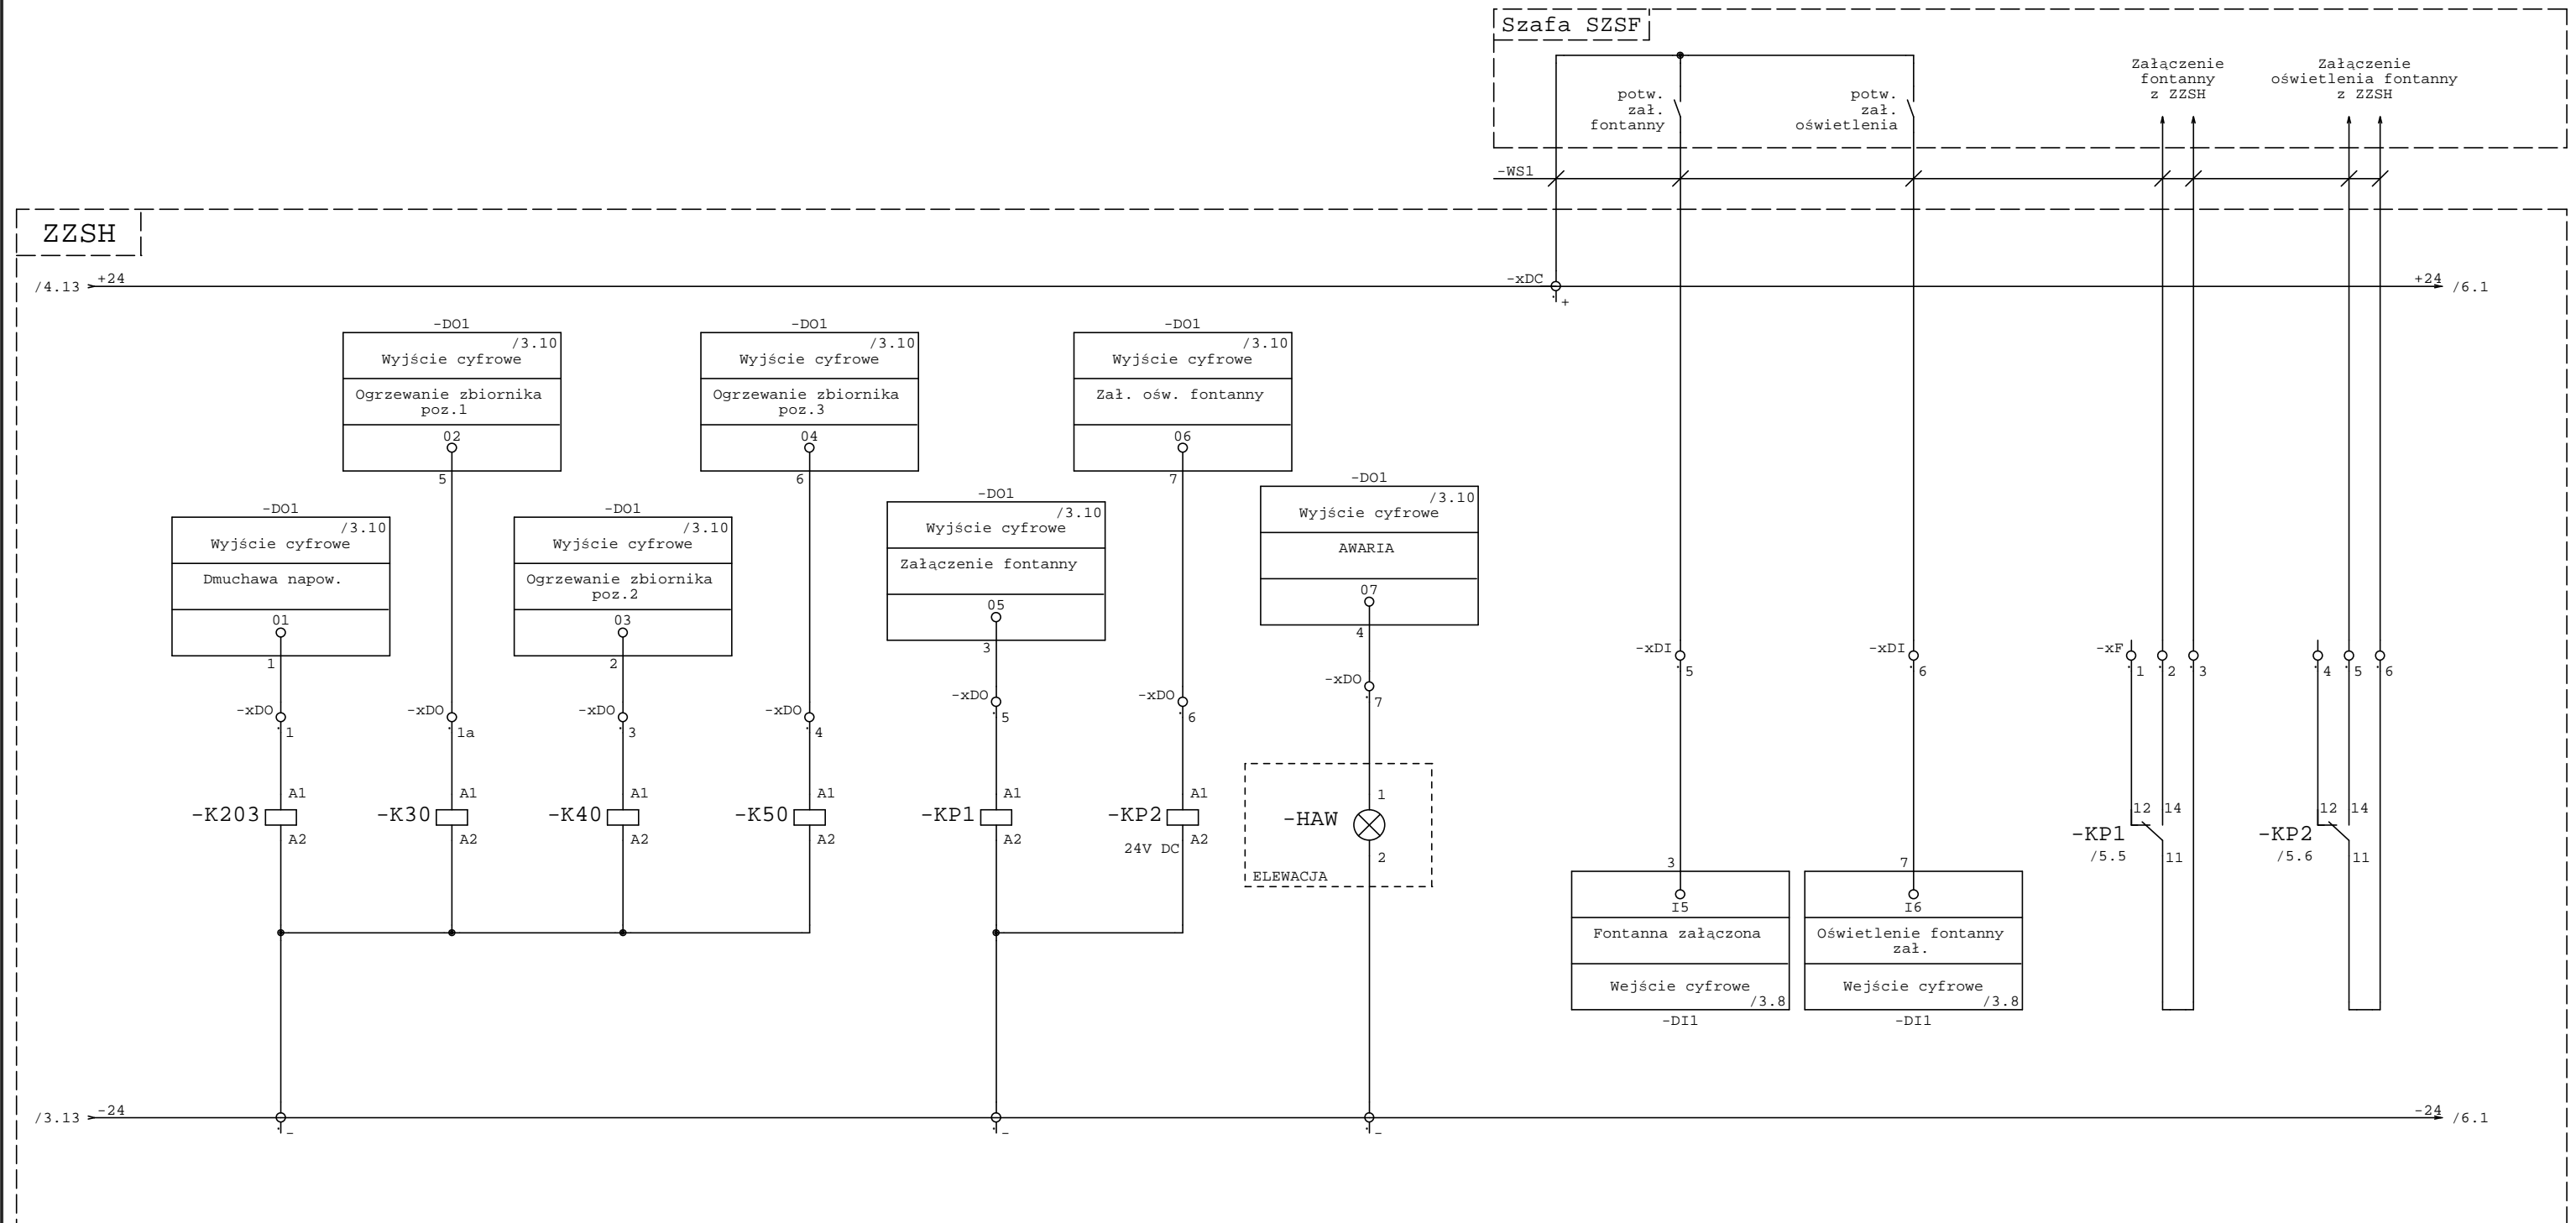 Szafa SZSF
Załączenie
fontanny
z ZZSH
Załączenie
oświetlenia fontanny
z ZZSH
potw.
zał.
fontanny
potw.
zał.
oświetlenia
-WS1
ZZSH
/4.13
+24
-xDC
+
+24
/6.1
-DO1
/3.10
Wyjście cyfrowe
Ogrzewanie zbiornika
poz.1
02
5
-DO1
/3.10
Wyjście cyfrowe
Ogrzewanie zbiornika
poz.3
04
6
-DO1
/3.10
Wyjście cyfrowe
Zał. ośw. fontanny
06
7
-DO1
/3.10
Wyjście cyfrowe
Dmuchawa napow.
01
1
-DO1
/3.10
Wyjście cyfrowe
Ogrzewanie zbiornika
poz.2
03
2
-DO1
/3.10
Wyjście cyfrowe
Załączenie fontanny
05
3
-DO1
/3.10
Wyjście cyfrowe
AWARIA
07
4
-xDO
1
-xDO
1a
-xDO
3
-xDO
4
-xDO
5
-xDO
6
-xDO
7
-xDI
5
-xDI
6
-xF
1
2
3
4
5
6
-K203
A1
A2
-K30
A1
A2
-K40
A1
A2
-K50
A1
A2
-KP1
A1
A2
-KP2
A1
A2
24V DC
-HAW
1
2
ELEWACJA
3
I5
Fontanna załączona
Wejście cyfrowe
/3.8
-DI1
7
I6
Oświetlenie fontanny
zał.
Wejście cyfrowe
/3.8
-DI1
12
14
-KP1
/5.5
11
12
14
-KP2
/5.6
11
/3.13
-24
-
-
-
-24
/6.1